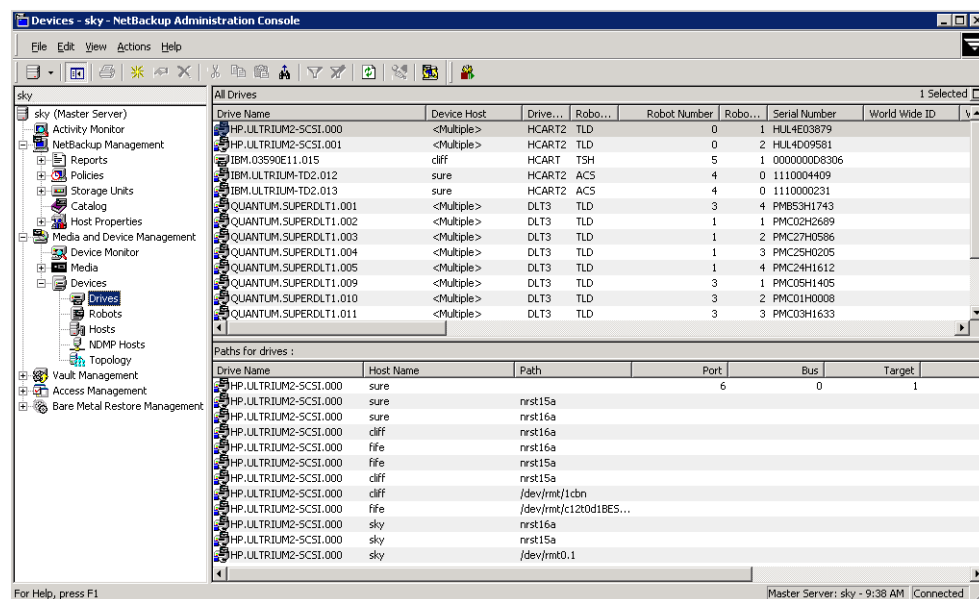 Devices - sky - NetBackup Administration Console
File Edit View Actions Help
sky
All Drives 1 Selected
sky (Master Server)
Activity Monitor
NetBackup Management
Reports
Policies
Storage Units
Catalog
Host Properties
Media and Device Management
Device Monitor
Media
Devices
Drives
Robots
Hosts
NDMP Hosts
Topology
Vault Management
Access Management
Bare Metal Restore Management
Drive Name Device Host Drive... Robo... Robot Number Robo... Serial Number World Wide ID
HP.ULTRIUM2-SCSI.000 <Multiple> HCART2 TLD 0 1 HUL4E03879
HP.ULTRIUM2-SCSI.001 <Multiple> HCART2 TLD 0 2 HUL4D09581
IBM.03590E11.015 cliff HCART TSH 5 1 0000000D8306
IBM.ULTRIUM-TD2.012 sure HCART2 ACS 4 0 1110004409
IBM.ULTRIUM-TD2.013 sure HCART2 ACS 4 0 1110000231
QUANTUM.SUPERDLT1.001 <Multiple> DLT3 TLD 3 4 PMB53H1743
QUANTUM.SUPERDLT1.002 <Multiple> DLT3 TLD 1 1 PMC02H2689
QUANTUM.SUPERDLT1.003 <Multiple> DLT3 TLD 1 2 PMC27H0586
QUANTUM.SUPERDLT1.004 <Multiple> DLT3 TLD 1 3 PMC25H0205
QUANTUM.SUPERDLT1.005 <Multiple> DLT3 TLD 1 4 PMC24H1612
QUANTUM.SUPERDLT1.009 <Multiple> DLT3 TLD 3 1 PMC05H1405
QUANTUM.SUPERDLT1.010 <Multiple> DLT3 TLD 3 2 PMC01H0008
QUANTUM.SUPERDLT1.011 <Multiple> DLT3 TLD 3 3 PMC03H1633
Paths for drives :
Drive Name Host Name Path Port Bus Target
HP.ULTRIUM2-SCSI.000 sure 6 0 1
HP.ULTRIUM2-SCSI.000 sure nrst15a
HP.ULTRIUM2-SCSI.000 sure nrst16a
HP.ULTRIUM2-SCSI.000 cliff nrst16a
HP.ULTRIUM2-SCSI.000 fife nrst16a
HP.ULTRIUM2-SCSI.000 fife nrst15a
HP.ULTRIUM2-SCSI.000 cliff nrst15a
HP.ULTRIUM2-SCSI.000 cliff /dev/rmt/1cbn
HP.ULTRIUM2-SCSI.000 fife /dev/rmt/c12t0d1BES...
HP.ULTRIUM2-SCSI.000 sky nrst16a
HP.ULTRIUM2-SCSI.000 sky nrst15a
HP.ULTRIUM2-SCSI.000 sky /dev/rmt0.1
For Help, press F1 Master Server: sky - 9:38 AM Connected